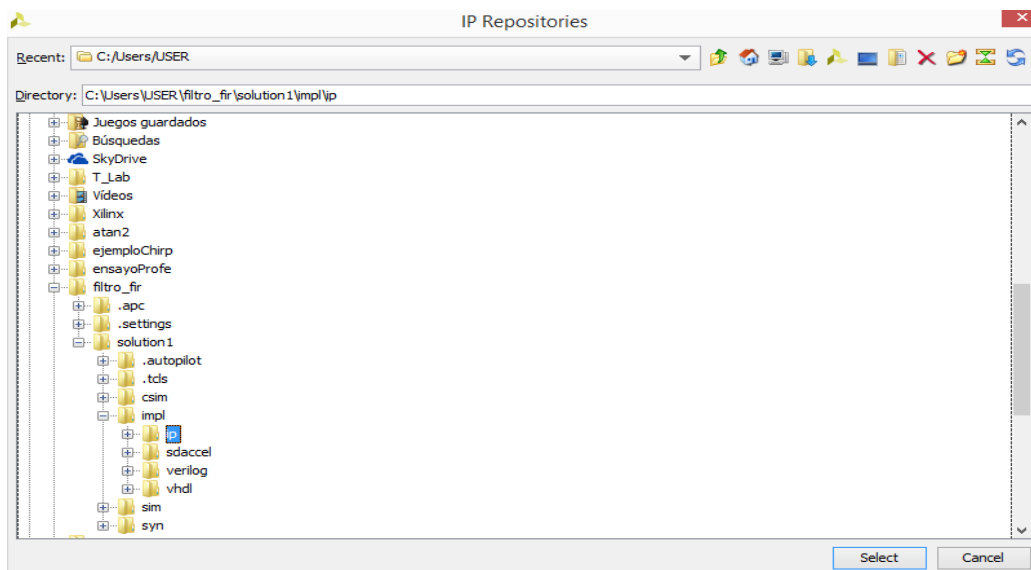 IP Repositories
Recent: C:/Users/USER
Directory: C:\Users\USER\filtro_fir\solution1\impl\ip
Juegos guardados
Búsquedas
SkyDrive
T_Lab
Vídeos
Xilinx
atan2
ejemploChirp
ensayoProfe
filtro_fir
.apc
.settings
solution1
.autopilot
.tcls
csim
impl
ip
sdaccel
verilog
vhdl
sim
syn
Select Cancel